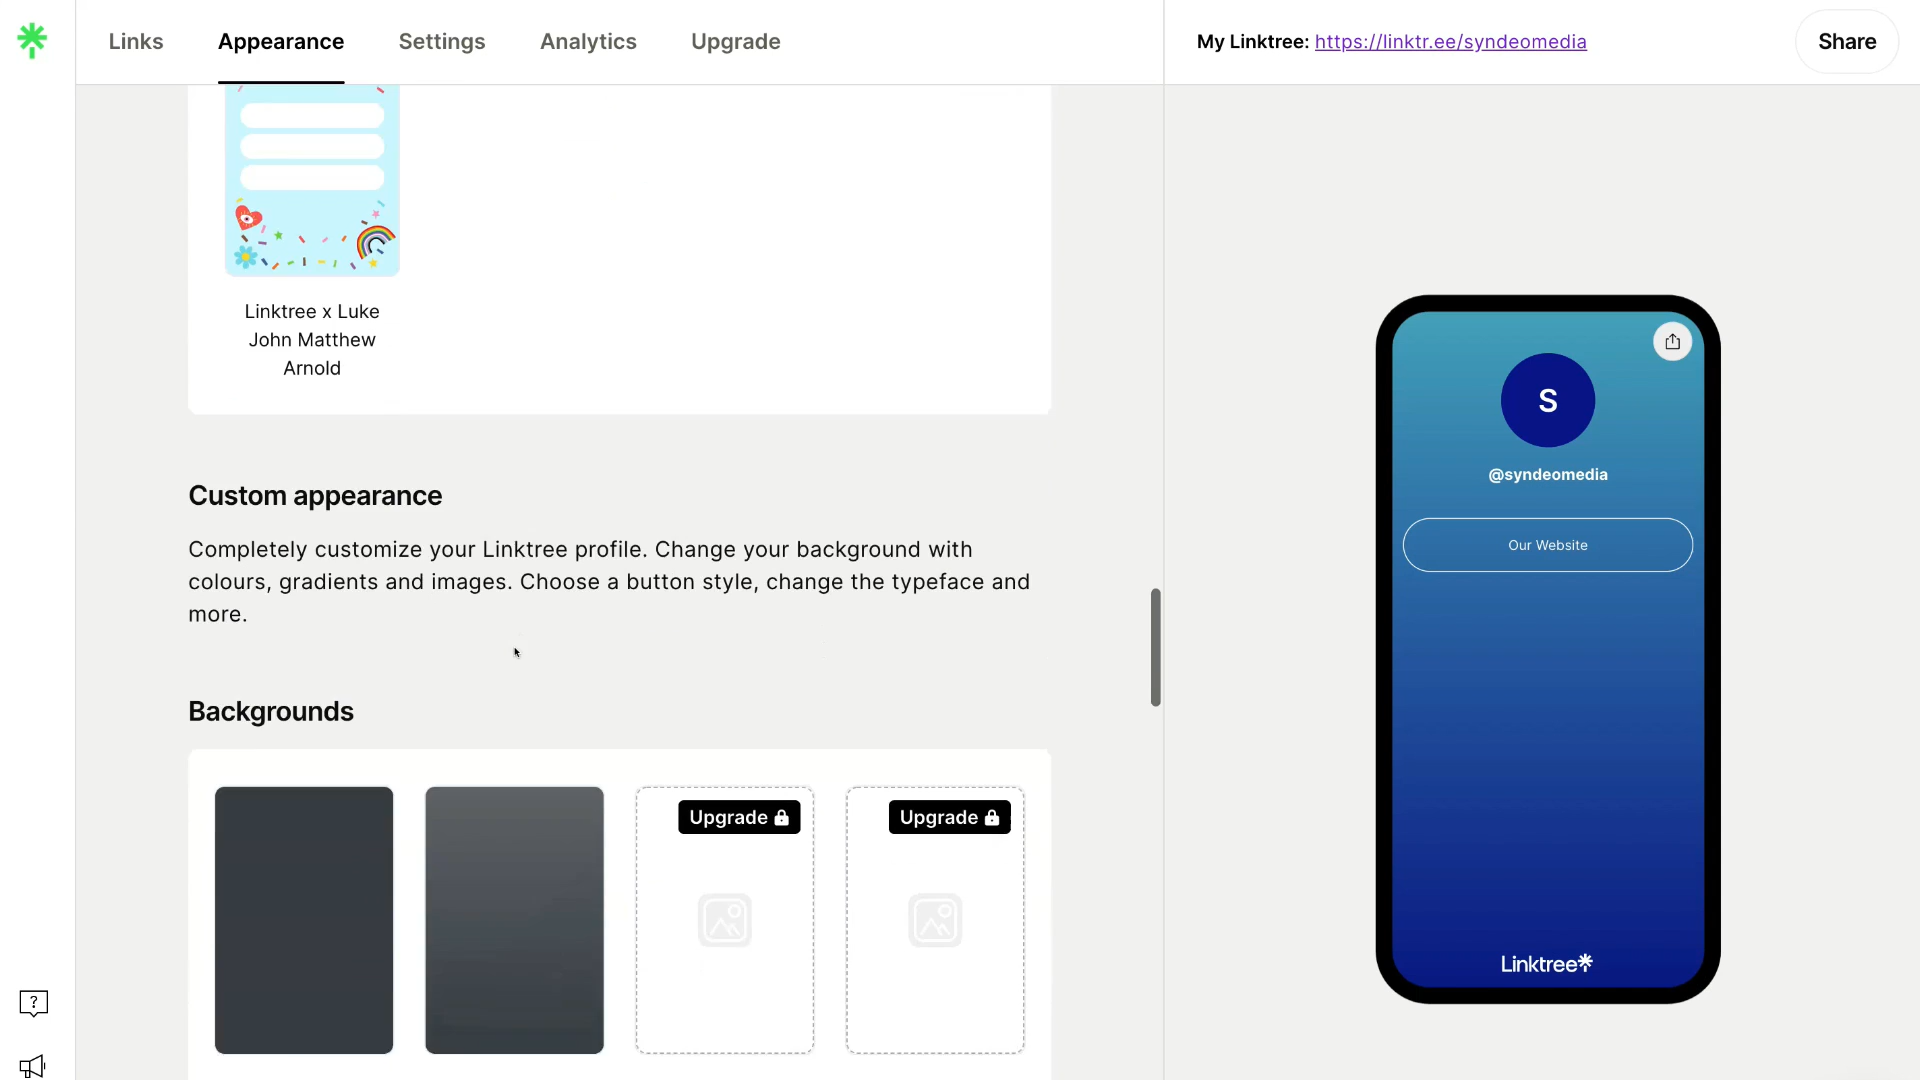 Links Appearance Settings Analytics Upgrade
My Linktree: https://linktr.ee/syndeomedia
Share
Linktree x Luke
John Matthew
Arnold
Custom appearance
Completely customize your Linktree profile. Change your background with
colours, gradients and images. Choose a button style, change the typeface and
more.
Backgrounds
Upgrade
Upgrade
S
@syndeomedia
Our Website
Linktree
?